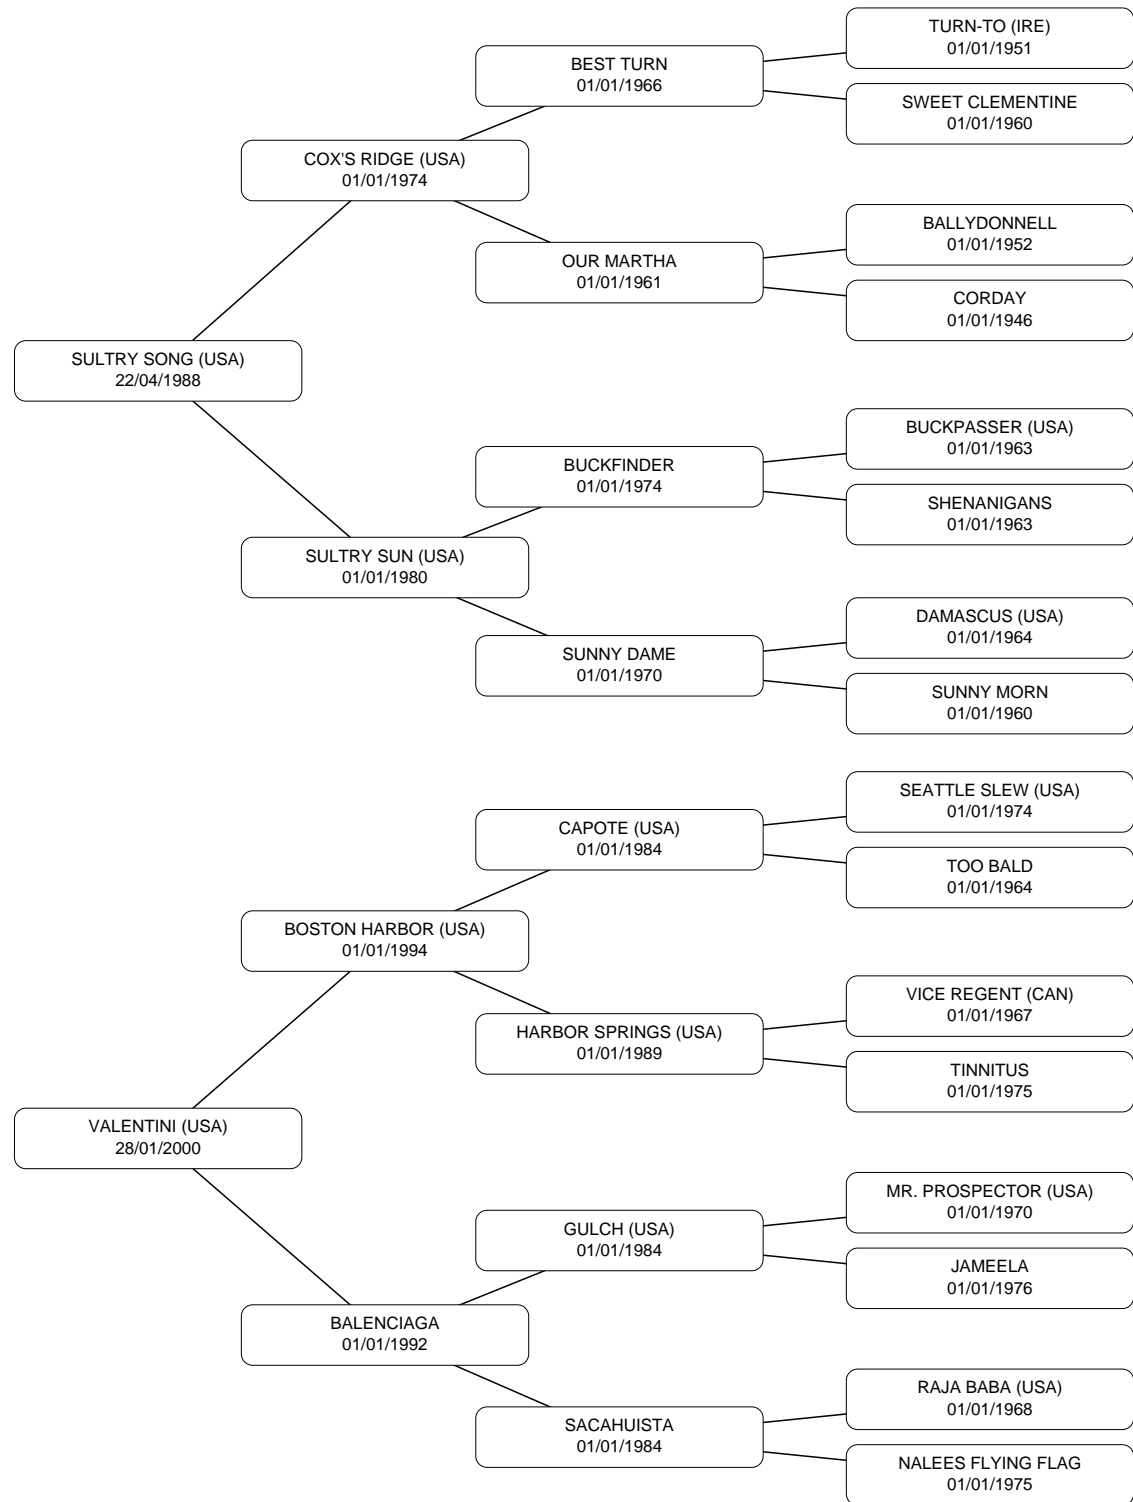 TURN-TO (IRE)
01/01/1951
BEST TURN
01/01/1966
SWEET CLEMENTINE
01/01/1960
COX'S RIDGE (USA)
01/01/1974
BALLYDONNELL
01/01/1952
OUR MARTHA
01/01/1961
CORDAY
01/01/1946
SULTRY SONG (USA)
22/04/1988
BUCKPASSER (USA)
01/01/1963
BUCKFINDER
01/01/1974
SHENANIGANS
01/01/1963
SULTRY SUN (USA)
01/01/1980
DAMASCUS (USA)
01/01/1964
SUNNY DAME
01/01/1970
SUNNY MORN
01/01/1960
SEATTLE SLEW (USA)
01/01/1974
CAPOTE (USA)
01/01/1984
TOO BALD
01/01/1964
BOSTON HARBOR (USA)
01/01/1994
VICE REGENT (CAN)
01/01/1967
HARBOR SPRINGS (USA)
01/01/1989
TINNITUS
01/01/1975
VALENTINI (USA)
28/01/2000
MR. PROSPECTOR (USA)
01/01/1970
GULCH (USA)
01/01/1984
JAMEELA
01/01/1976
BALENCIAGA
01/01/1992
RAJA BABA (USA)
01/01/1968
SACAHUISTA
01/01/1984
NALEES FLYING FLAG
01/01/1975